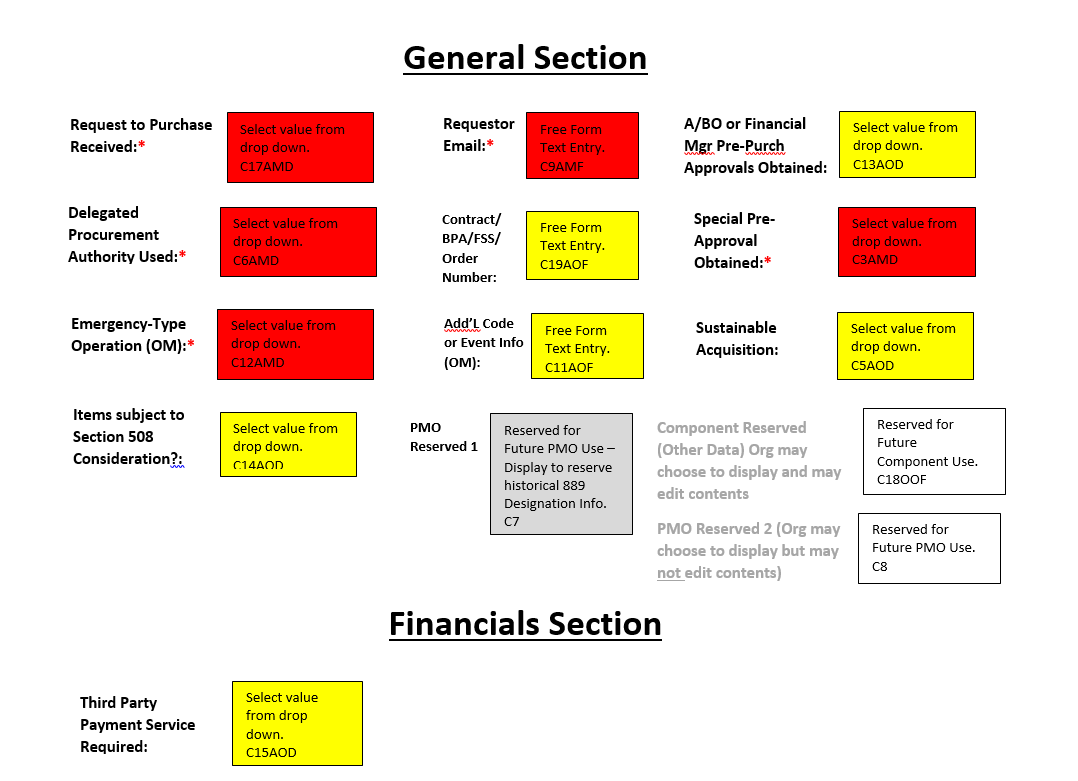 General Section
Request to Purchase
Received:*
Select value from
drop down.
C17AMD
Requestor
Email:*
Free Form
Text Entry.
C9AMF
A/BO or Financial
Mgr Pre-Purch
Approvals Obtained:
Select value from
drop down.
C13AOD
Delegated
Procurement
Authority Used:*
Select value from
drop down.
C6AMD
Contract/
BPA/FSS/
Order
Number:
Free Form
Text Entry.
C19AOF
Special Pre-
Approval
Obtained:*
Select value from
drop down.
C3AMD
Emergency-Type
Operation (OM):*
Select value from
drop down.
C12AMD
Add’L Code
or Event Info
(OM):
Free Form
Text Entry.
C11AOF
Sustainable
Acquisition:
Select value from
drop down.
C5AOD
Items subject to
Section 508
Consideration?:
Select value from
drop down.
C14AOD
PMO
Reserved 1
Reserved for
Future PMO Use –
Display to reserve
historical 889
Designation Info.
C7
Component Reserved
(Other Data) Org may
choose to display and may
edit contents
Reserved for
Future
Component Use.
C18OOF
PMO Reserved 2 (Org may
choose to display but may
not edit contents)
Reserved for
Future PMO Use.
C8
Financials Section
Third Party
Payment Service
Required:
Select value
from drop
down.
C15AOD